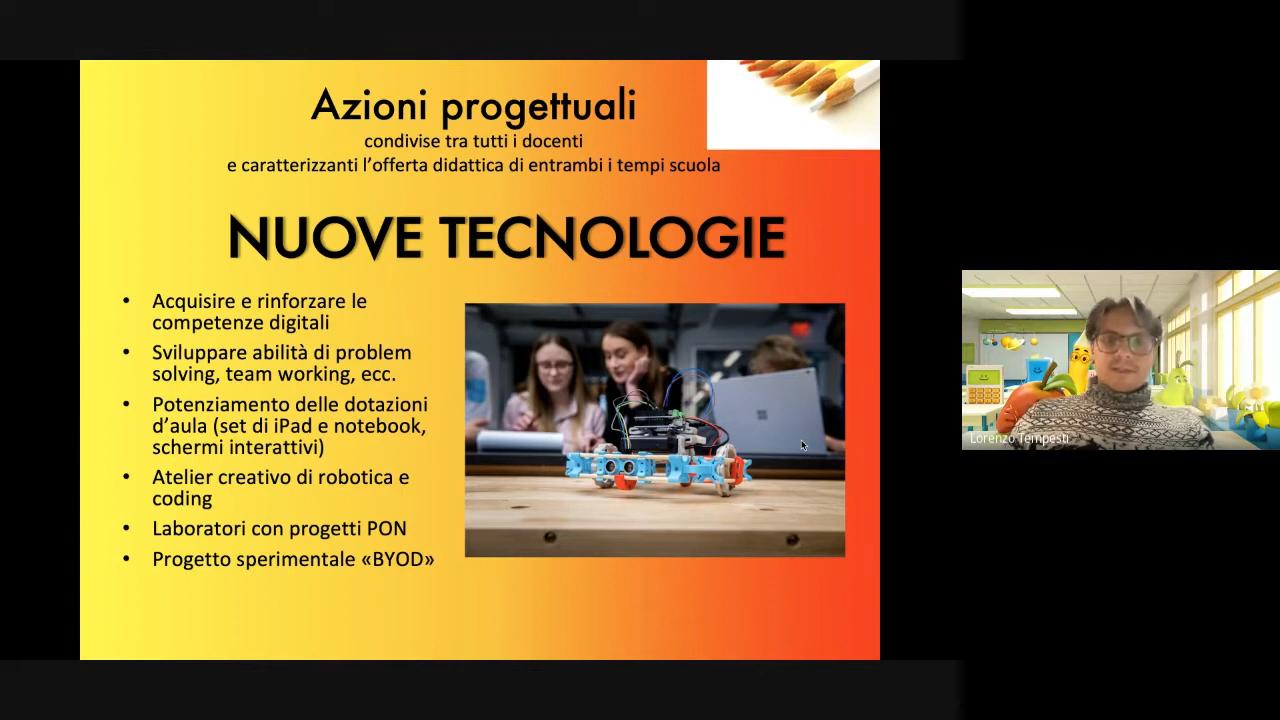 Azioni progettuali
condivise tra tutti i docenti
e caratterizzanti l’offerta didattica di entrambi i tempi scuola
NUOVE TECNOLOGIE
• Acquisire e rinforzare le
competenze digitali
• Sviluppare abilità di problem
solving, team working, ecc.
• Potenziamento delle dotazioni
d’aula (set di iPad e notebook,
schermi interattivi)
• Atelier creativo di robotica e
coding
• Laboratori con progetti PON
• Progetto sperimentale «BYOD»
Lorenzo Tempesti